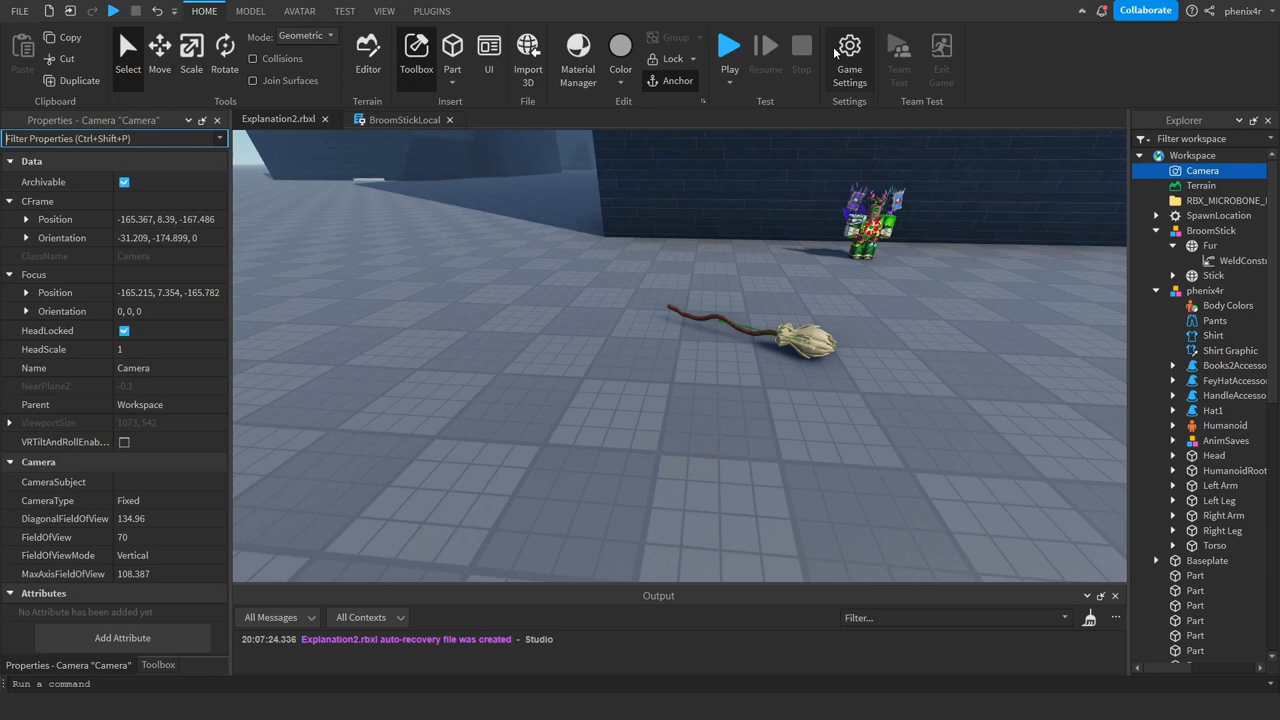 FILE HOME MODEL AVATAR TEST VIEW PLUGINS Collaborate phenix4r
Paste Copy Cut Duplicate Clipboard
Select Move Scale Rotate Mode: Geometric Collisions Join Surfaces Tools
Editor Terrain
Toolbox Part UI Insert
Import 3D File
Material Manager Color Group Lock Anchor Edit
Play Resume Stop Test
Game Settings Settings
Team Test Exit Game Team Test
Properties - Camera "Camera"
Filter Properties (Ctrl+Shift+P)
Data
Archivable
CFrame
Position -165.367, 8.39, -167.486
Orientation -31.209, -174.899, 0
ClassName Camera
Focus
Position -165.215, 7.354, -165.782
Orientation 0, 0, 0
HeadLocked
HeadScale 1
Name Camera
NearPlaneZ -0.1
Parent Workspace
ViewportSize 1073, 542
VRTiltAndRollEnab...
Camera
CameraSubject
CameraType Fixed
DiagonalFieldOfView 134.96
FieldOfView 70
FieldOfViewMode Vertical
MaxAxisFieldOfView 108.387
Attributes
No Attribute has been added yet
Add Attribute
Properties - Camera "Camera" Toolbox
Run a command
Explanation2.rbxl BroomStickLocal
Output
All Messages All Contexts Filter...
20:07:24.336 Explanation2.rbxl auto-recovery file was created - Studio
Explorer
Filter workspace
Workspace
Camera
Terrain
RBX_MICROBONE_
SpawnLocation
BroomStick
Fur
WeldConstr
Stick
phenix4r
Body Colors
Pants
Shirt
Shirt Graphic
Books2Accesso
FeyHatAccesso
HandleAccesso
Hat1
Humanoid
AnimSaves
Head
HumanoidRoot
Left Arm
Left Leg
Right Arm
Right Leg
Torso
Baseplate
Part
Part
Part
Part
Part
Part